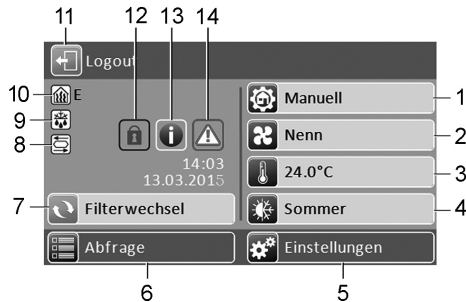 11 12 13 14
Logout
10 E Manuell 1
9
Nenn 2
8
14:03
13.03.2015
24.0°C 3
7 Filterwechsel Sommer 4
Abfrage Einstellungen
6 5